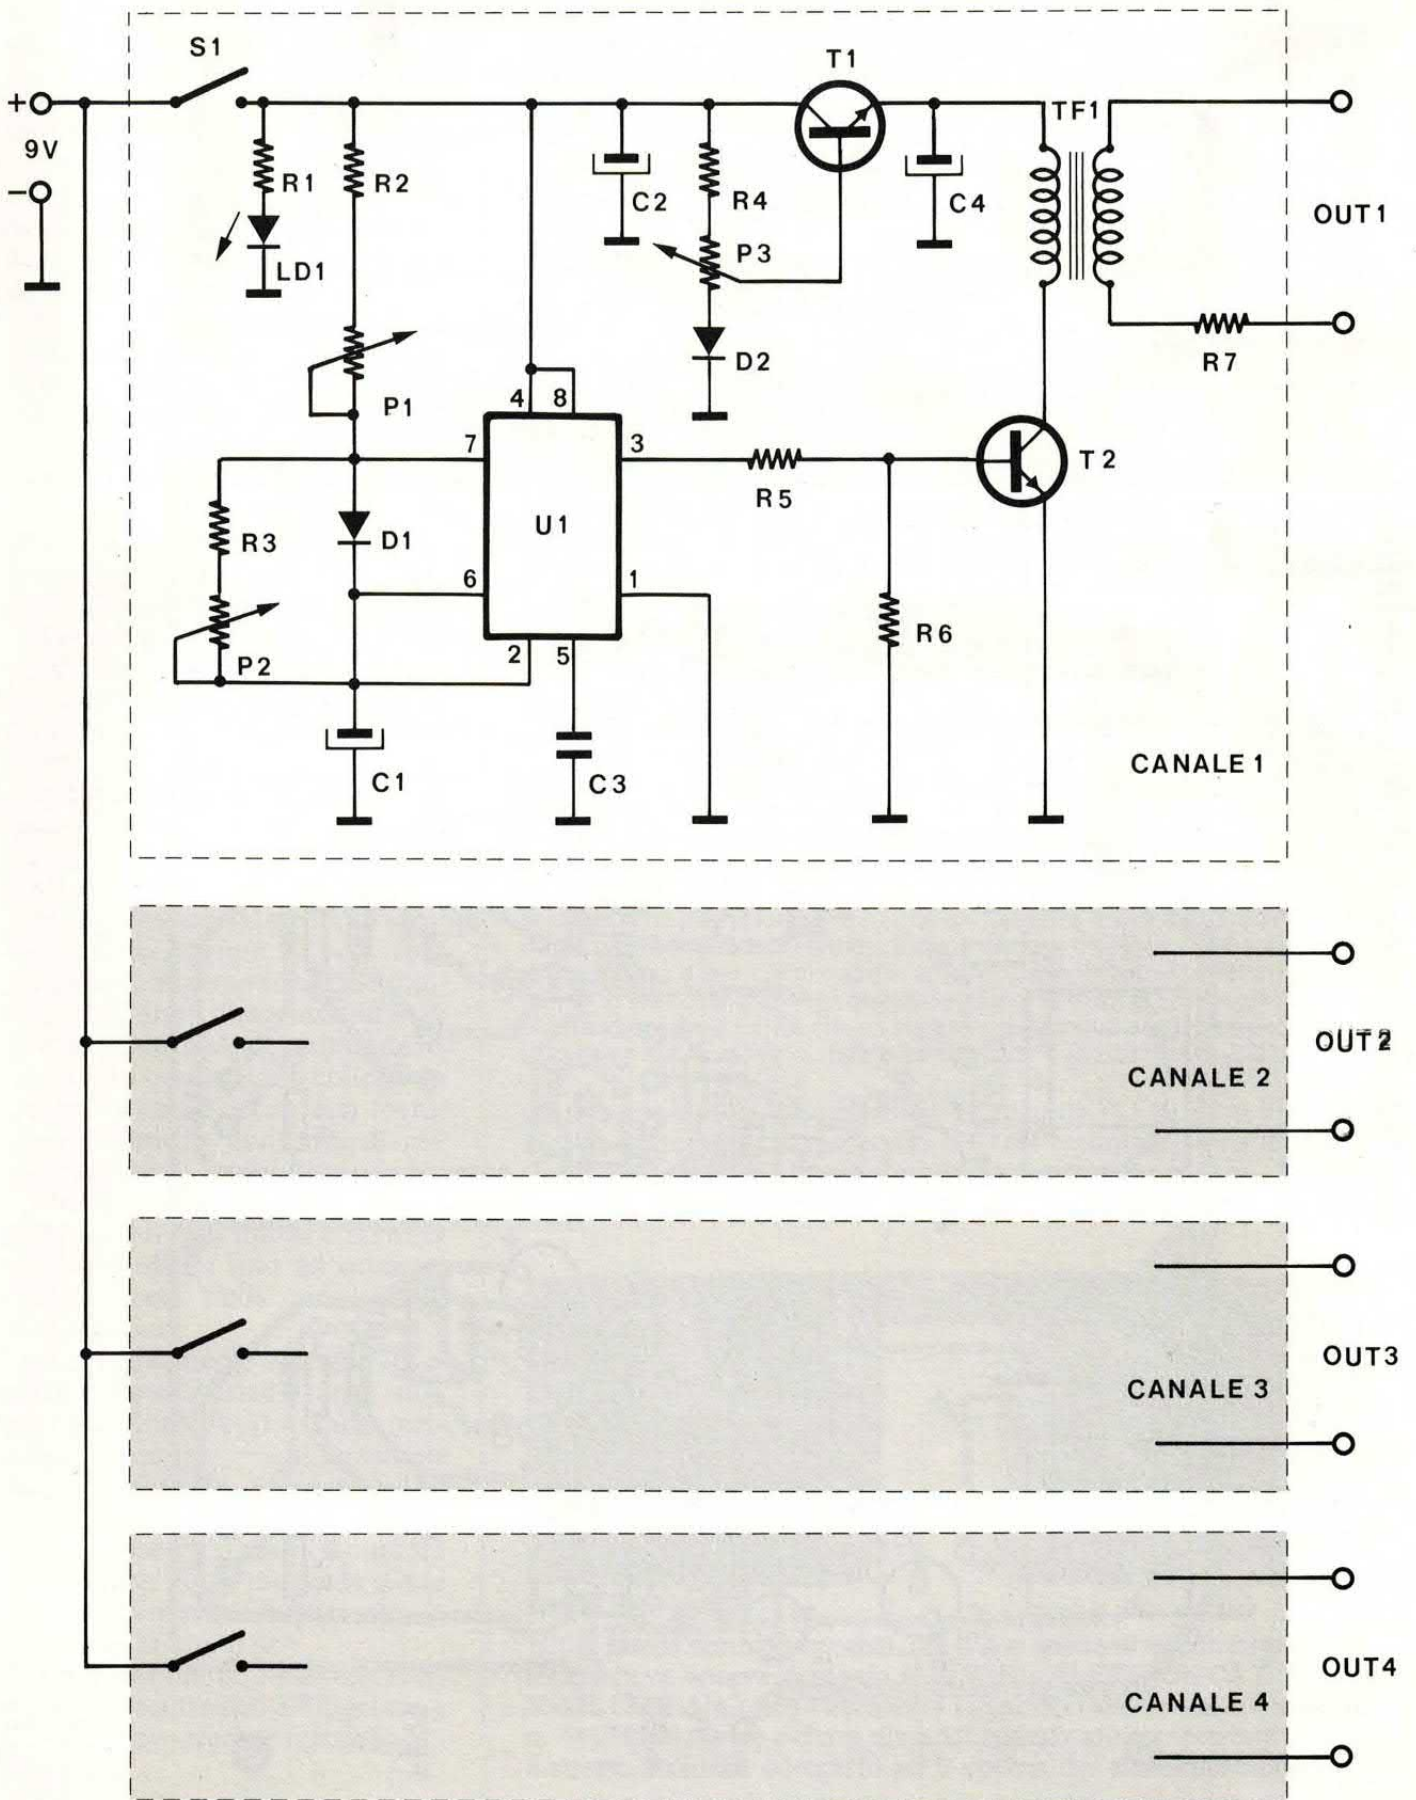 S1
T1
+
TF1
9V
−
R1
R2
C2
R4
C4
P3
OUT1
LD1
D2
R7
P1
4
8
7
3
T2
R5
R3
D1
U1
6
1
R6
P2
2
5
C1
C3
CANALE 1
OUT2
CANALE 2
OUT3
CANALE 3
OUT4
CANALE 4